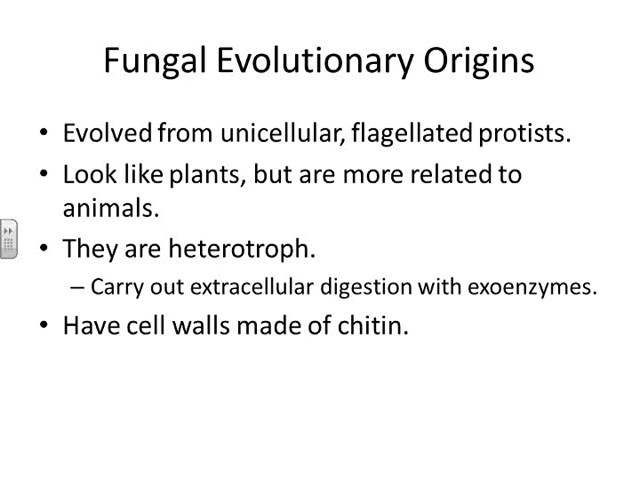 Fungal Evolutionary Origins
• Evolved from unicellular, flagellated protists.
• Look like plants, but are more related to
animals.
• They are heterotroph.
– Carry out extracellular digestion with exoenzymes.
• Have cell walls made of chitin.